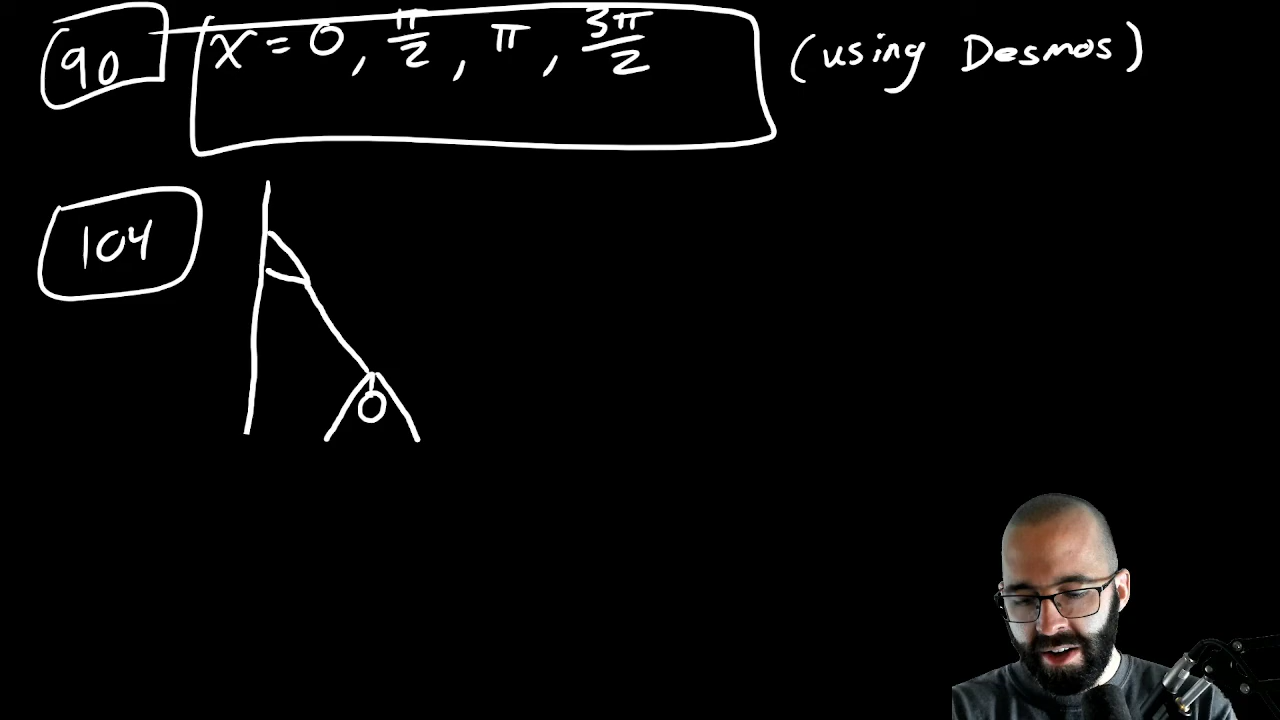 90 x = 0, π/2, π, 3π/2 (using Desmos)
104